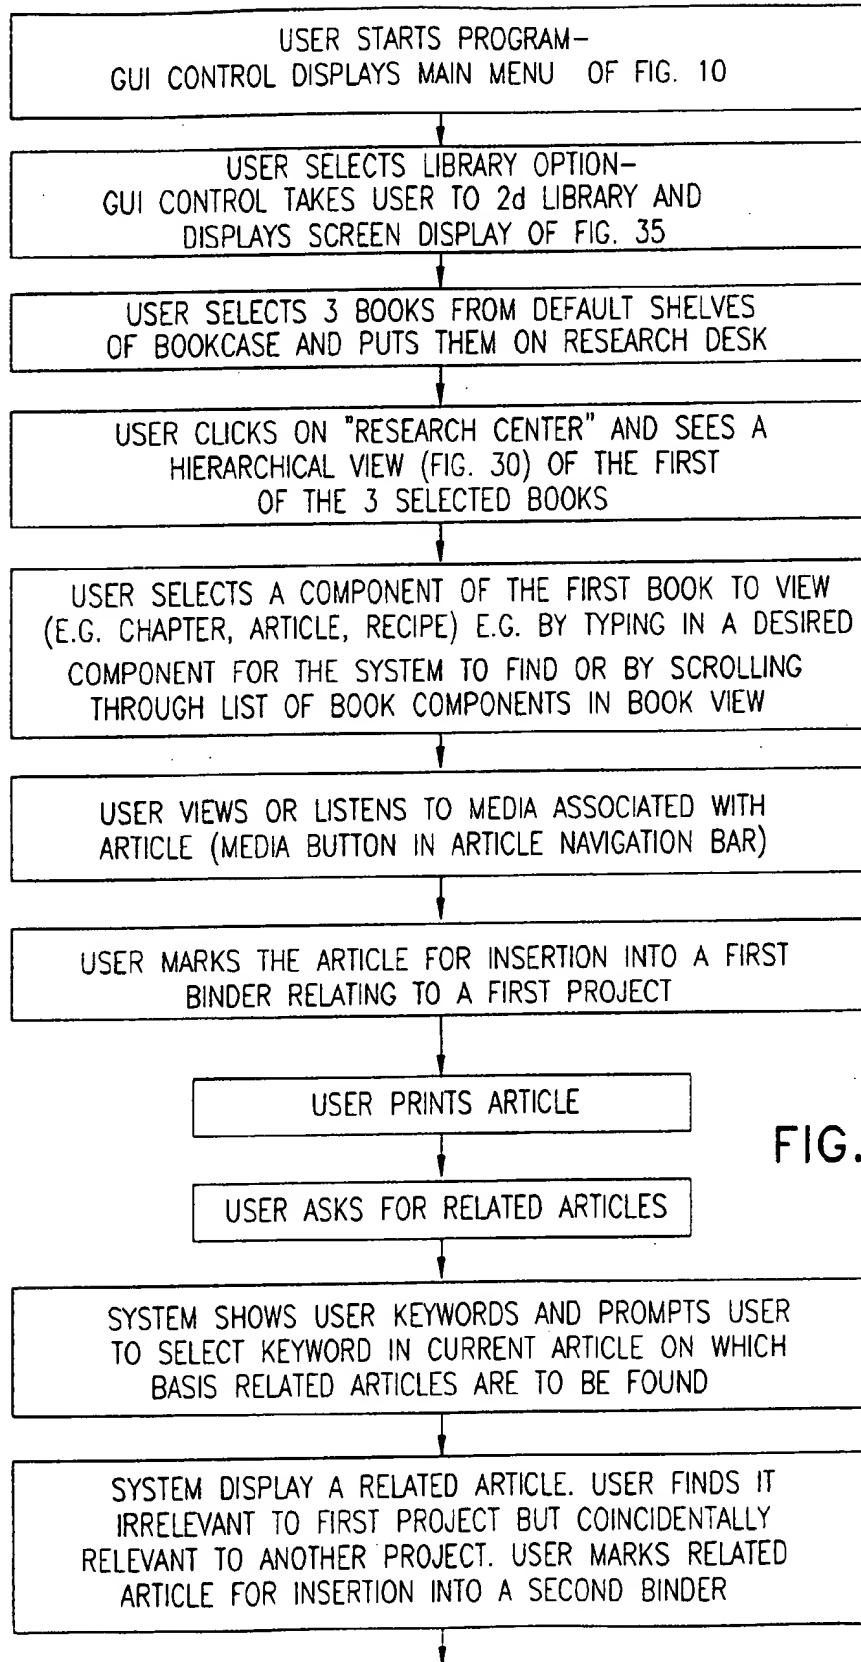 USER STARTS PROGRAM-
GUI CONTROL DISPLAYS MAIN MENU OF FIG. 10
USER SELECTS LIBRARY OPTION-
GUI CONTROL TAKES USER TO 2d LIBRARY AND
DISPLAYS SCREEN DISPLAY OF FIG. 35
USER SELECTS 3 BOOKS FROM DEFAULT SHELVES
OF BOOKCASE AND PUTS THEM ON RESEARCH DESK
USER CLICKS ON "RESEARCH CENTER" AND SEES A
HIERARCHICAL VIEW (FIG. 30) OF THE FIRST
OF THE 3 SELECTED BOOKS
USER SELECTS A COMPONENT OF THE FIRST BOOK TO VIEW
(E.G. CHAPTER, ARTICLE, RECIPE) E.G. BY TYPING IN A DESIRED
COMPONENT FOR THE SYSTEM TO FIND OR BY SCROLLING
THROUGH LIST OF BOOK COMPONENTS IN BOOK VIEW
USER VIEWS OR LISTENS TO MEDIA ASSOCIATED WITH
ARTICLE (MEDIA BUTTON IN ARTICLE NAVIGATION BAR)
USER MARKS THE ARTICLE FOR INSERTION INTO A FIRST
BINDER RELATING TO A FIRST PROJECT
USER PRINTS ARTICLE
FIG.
USER ASKS FOR RELATED ARTICLES
SYSTEM SHOWS USER KEYWORDS AND PROMPTS USER
TO SELECT KEYWORD IN CURRENT ARTICLE ON WHICH
BASIS RELATED ARTICLES ARE TO BE FOUND
SYSTEM DISPLAY A RELATED ARTICLE. USER FINDS IT
IRRELEVANT TO FIRST PROJECT BUT COINCIDENTALLY
RELEVANT TO ANOTHER PROJECT. USER MARKS RELATED
ARTICLE FOR INSERTION INTO A SECOND BINDER